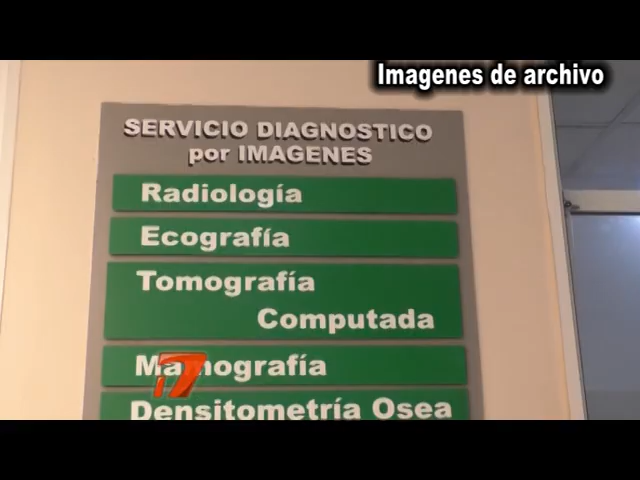 Imagenes de archivo
SERVICIO DIAGNOSTICO
por IMAGENES
Radiología
Ecografía
Tomografía
Computada
Mamografía
Densitometría Osea